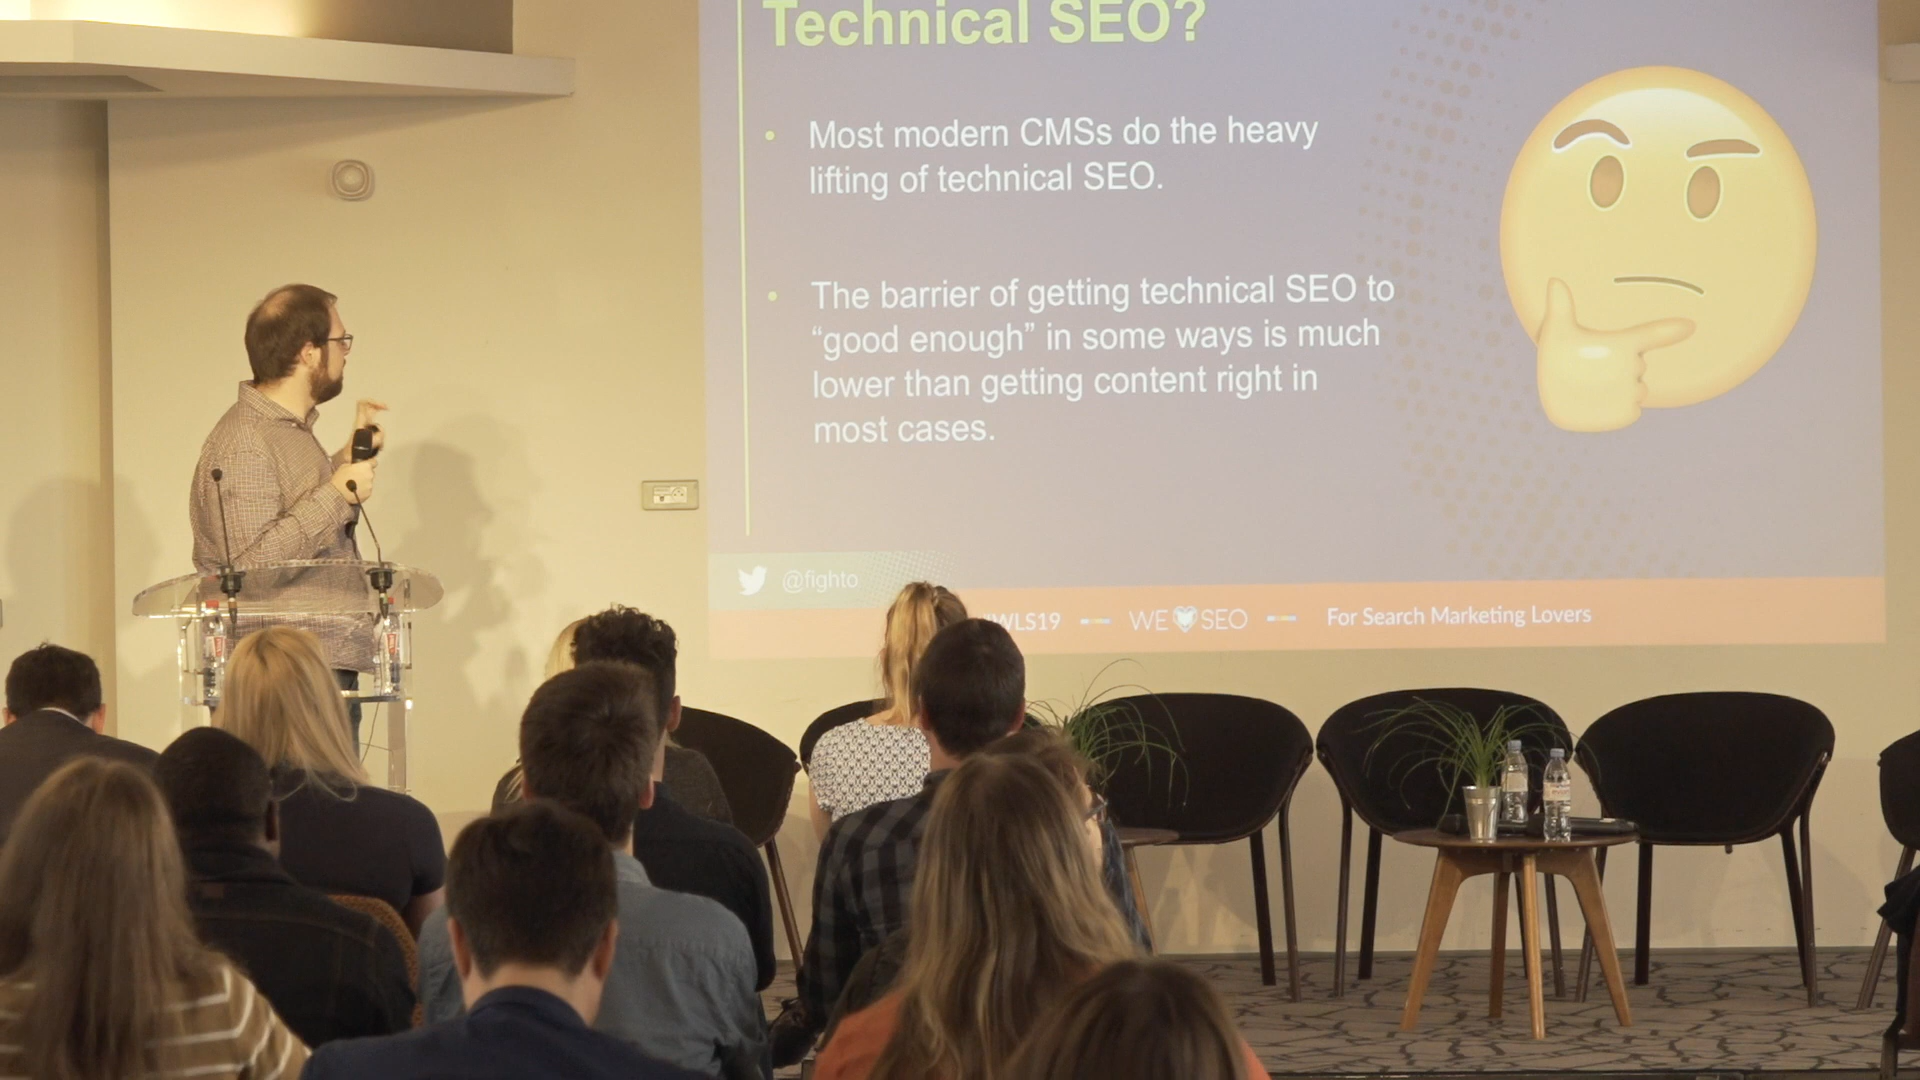 Technical SEO?
• Most modern CMSs do the heavy
lifting of technical SEO.
• The barrier of getting technical SEO to
“good enough” in some ways is much
lower than getting content right in
most cases.
@fighto
WLS19 WE SEO For Search Marketing Lovers